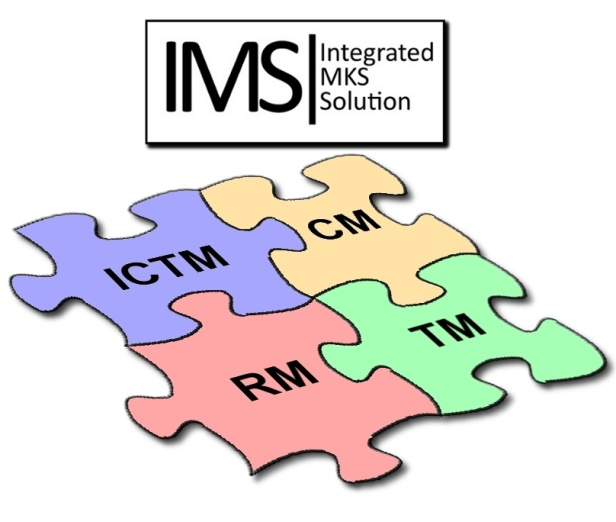 IMS
Integrated
MKS
Solution
CM
ICTM
TM
RM